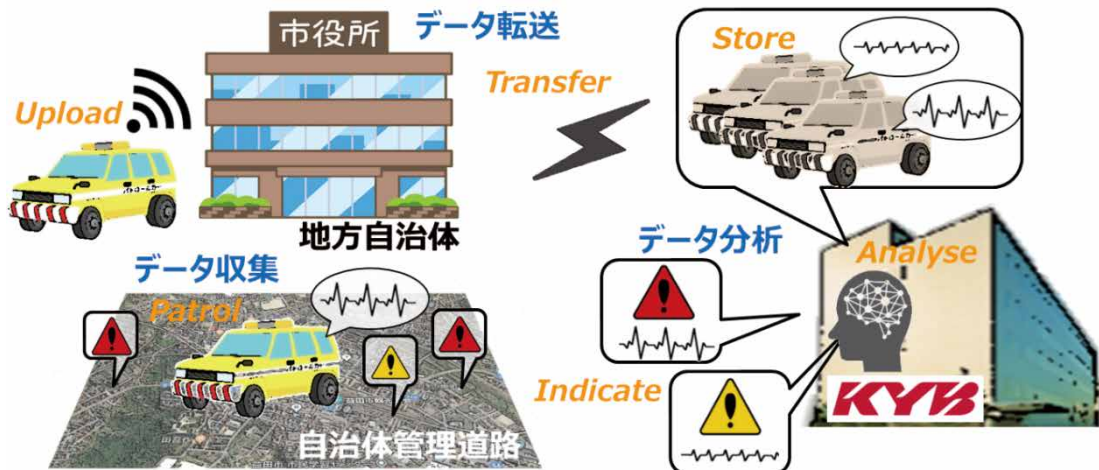 市役所
データ転送
Upload
Transfer
Store
地方自治体
データ収集
Patrol
自治体管理道路
データ分析
Analyse
Indicate
KYB